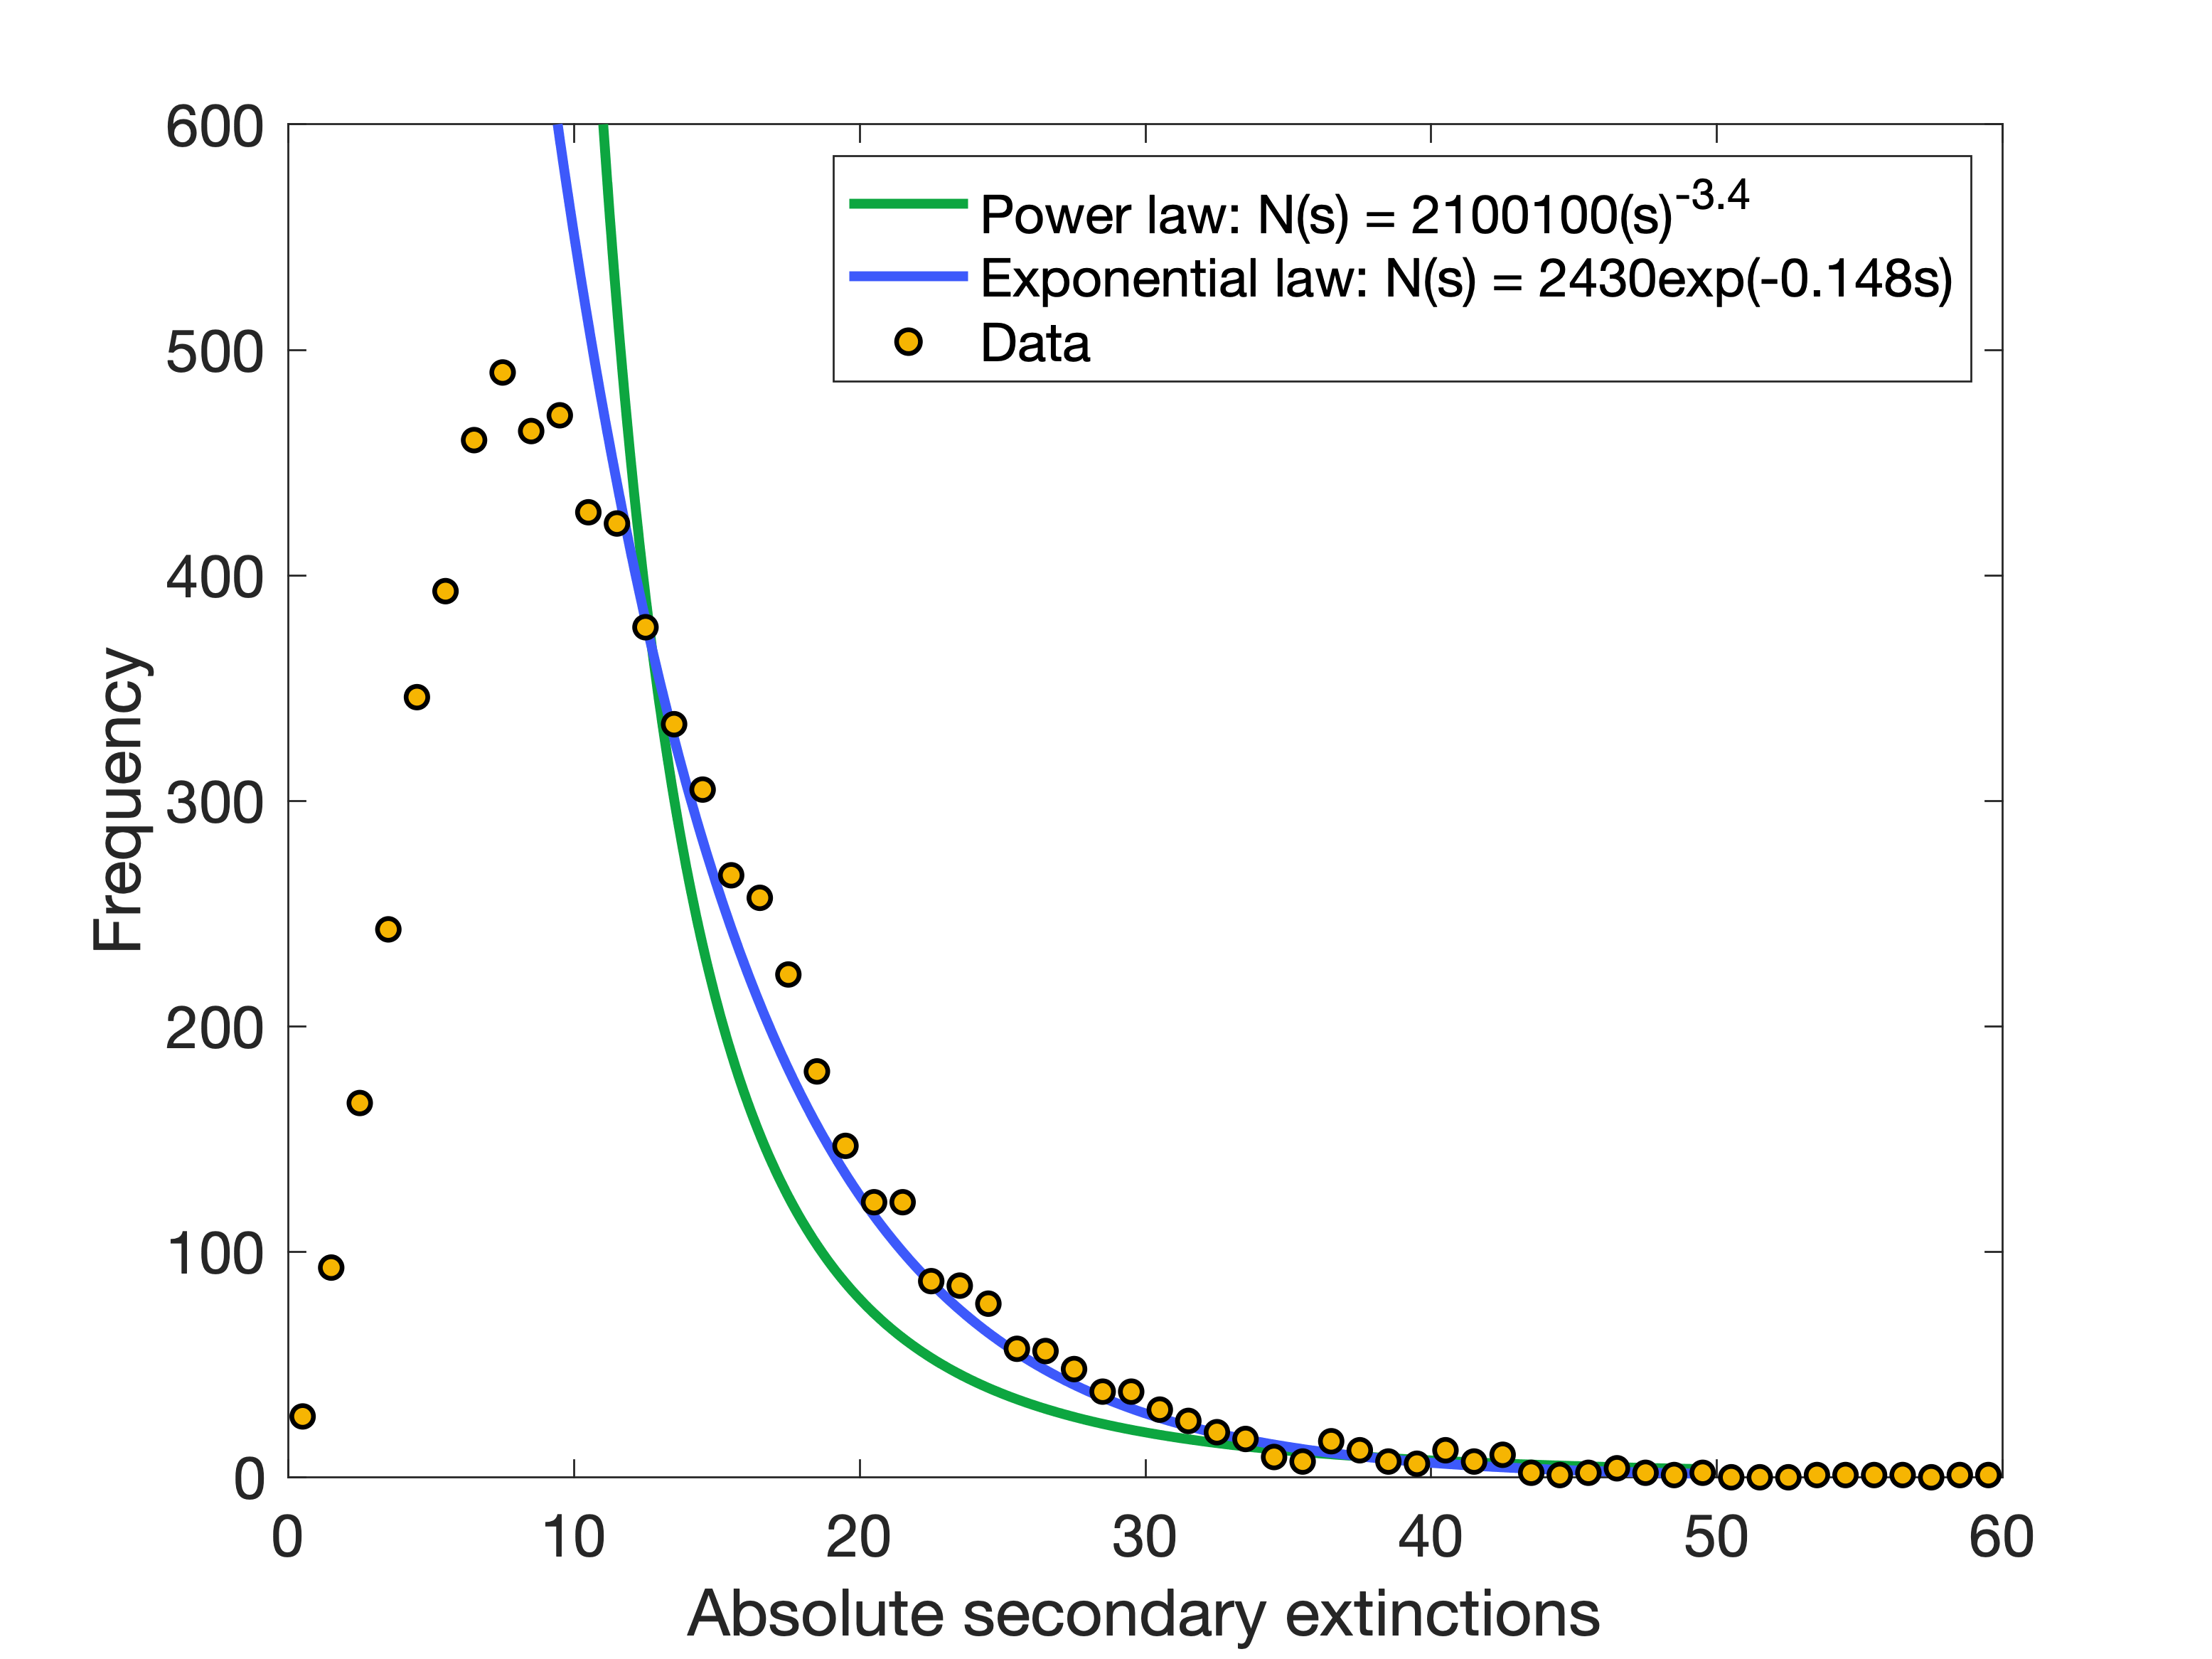 600
500
400
300
200
100
0
Frequency
Power law: N(s) = 2100100(s)^-3.4
Exponential law: N(s) = 2430exp(-0.148s)
Data
0 10 20 30 40 50 60
Absolute secondary extinctions